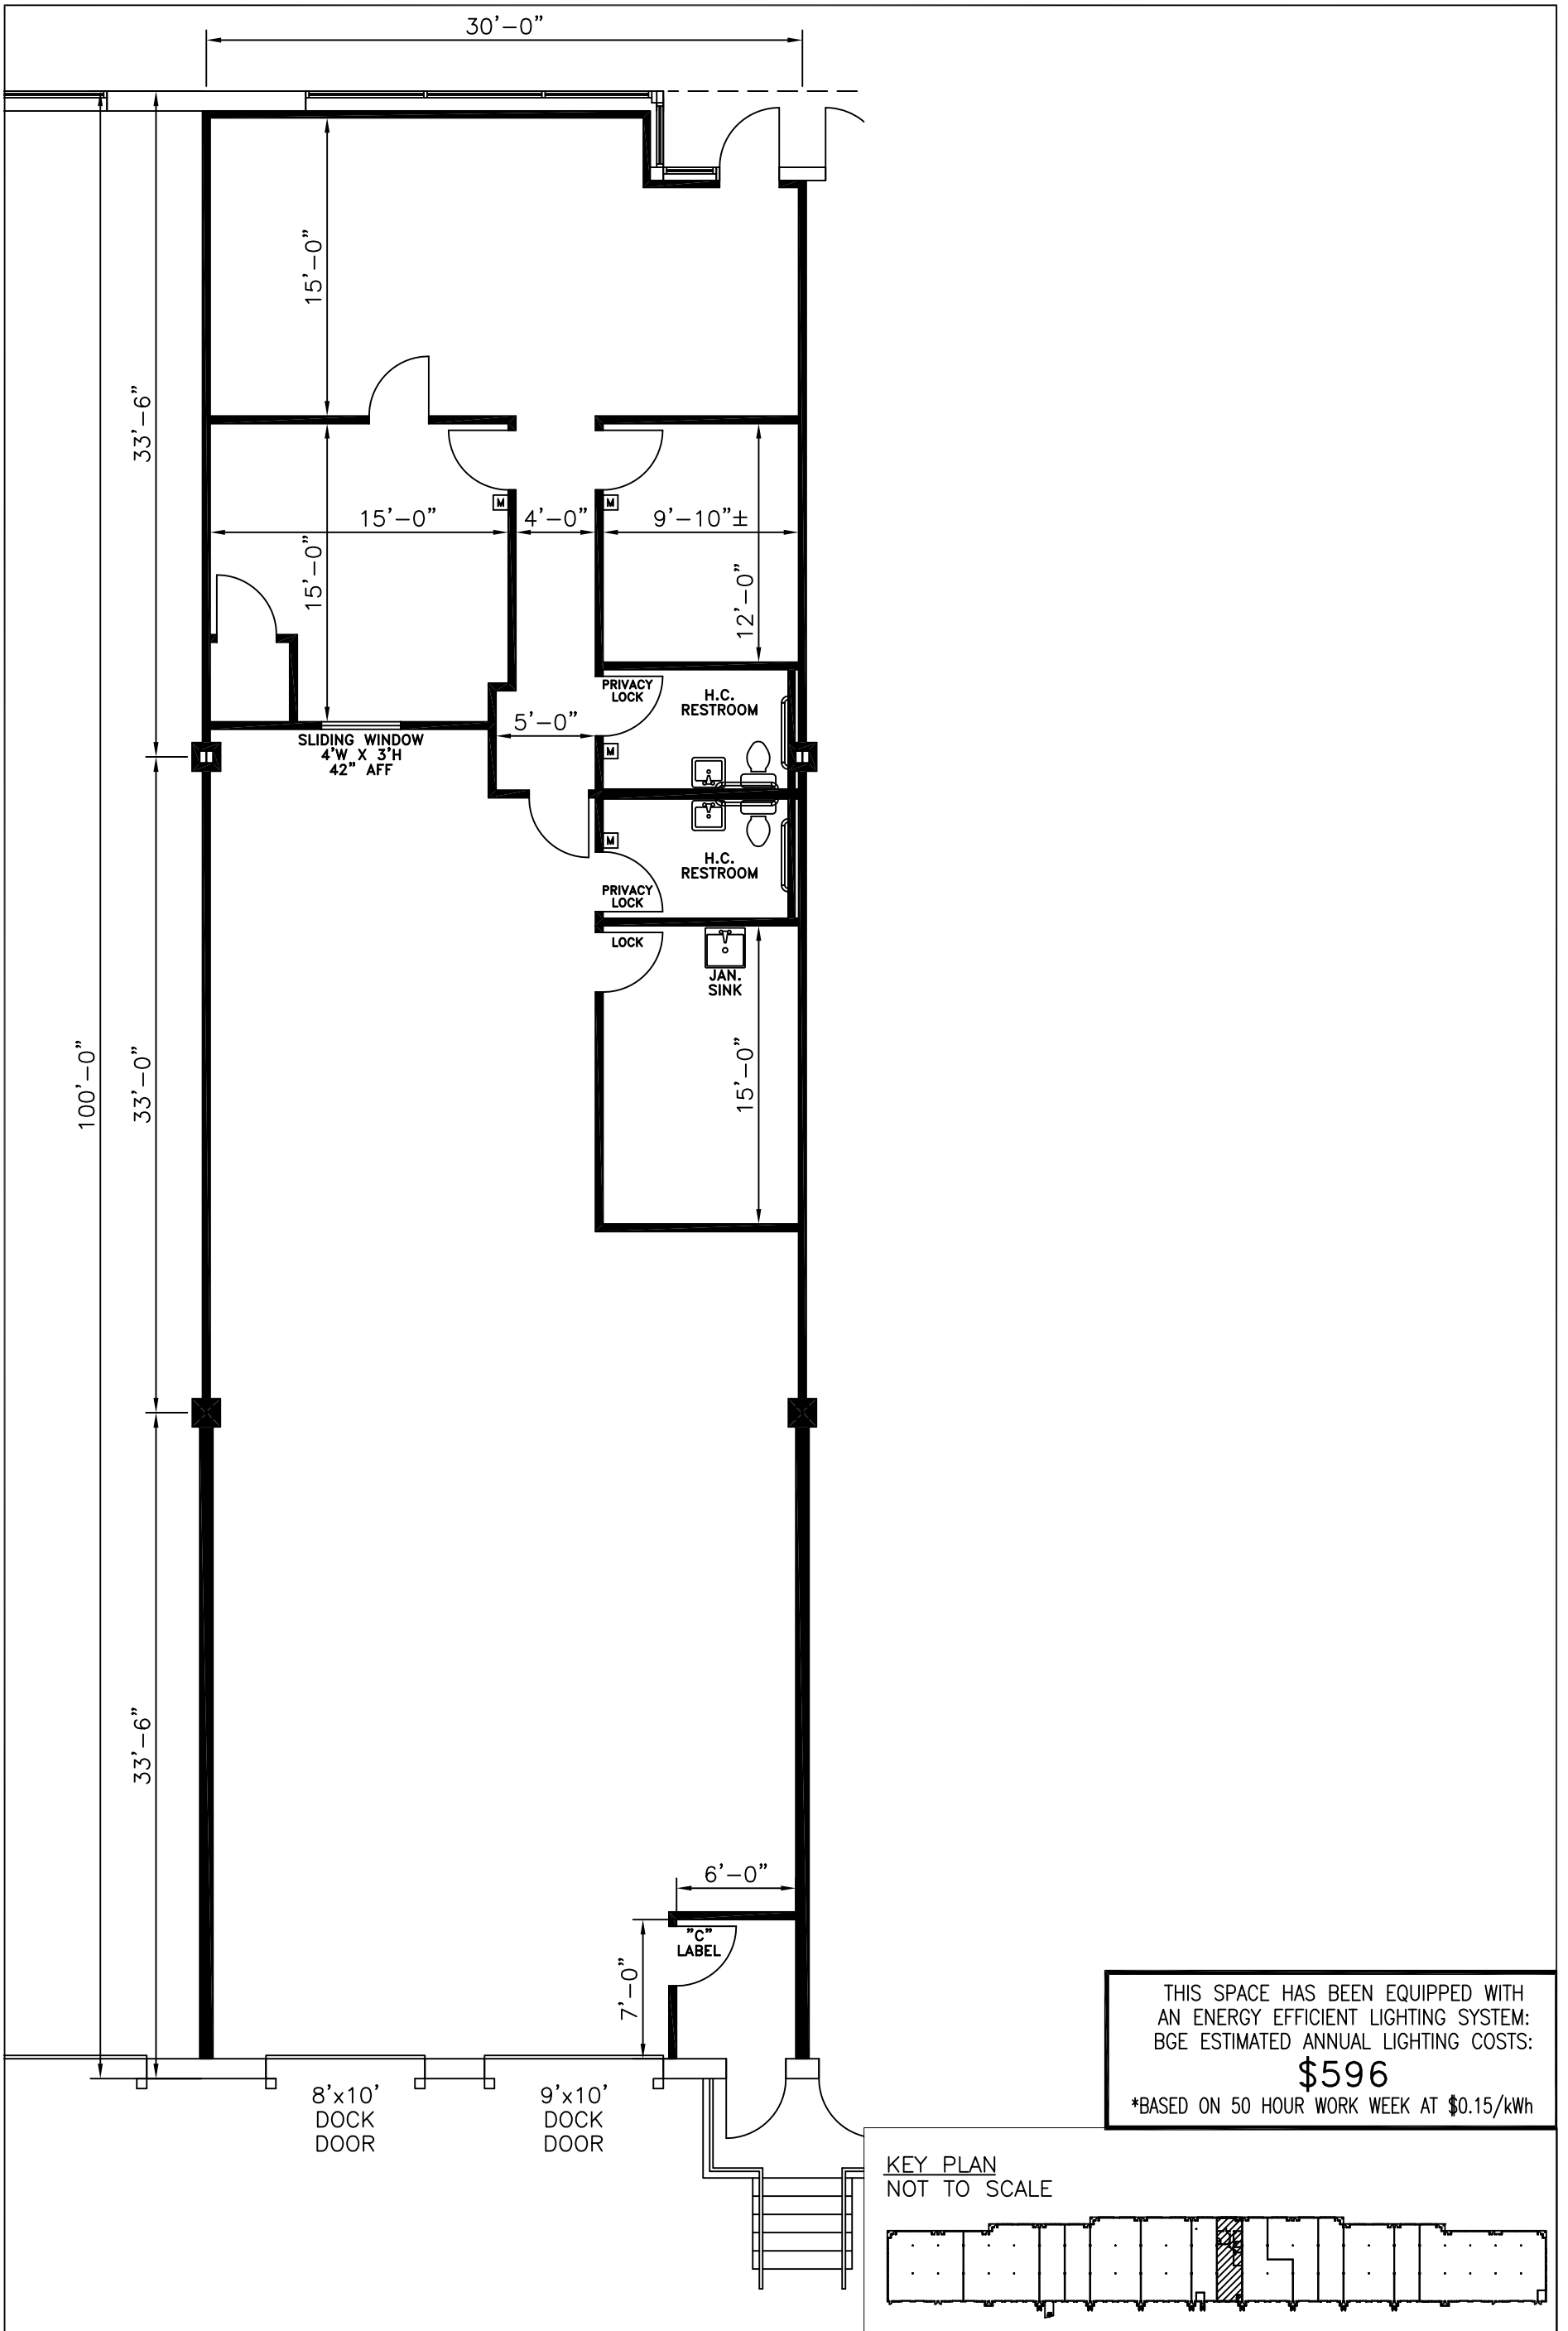 30'-0"
15'-0"
33'-6"
15'-0"
4'-0"
9'-10"±
15'-0"
12'-0"
M
M
PRIVACY
LOCK
H.C.
RESTROOM
5'-0"
SLIDING WINDOW
4'W X 3'H
42" AFF
M
M
H.C.
RESTROOM
PRIVACY
LOCK
LOCK
JAN.
SINK
100'-0"
33'-0"
15'-0"
33'-6"
6'-0"
"C"
LABEL
7'-0"
8'x10'
DOCK
DOOR
9'x10'
DOCK
DOOR
THIS SPACE HAS BEEN EQUIPPED WITH
AN ENERGY EFFICIENT LIGHTING SYSTEM:
BGE ESTIMATED ANNUAL LIGHTING COSTS:
$596
*BASED ON 50 HOUR WORK WEEK AT $0.15/kWh
KEY PLAN
NOT TO SCALE